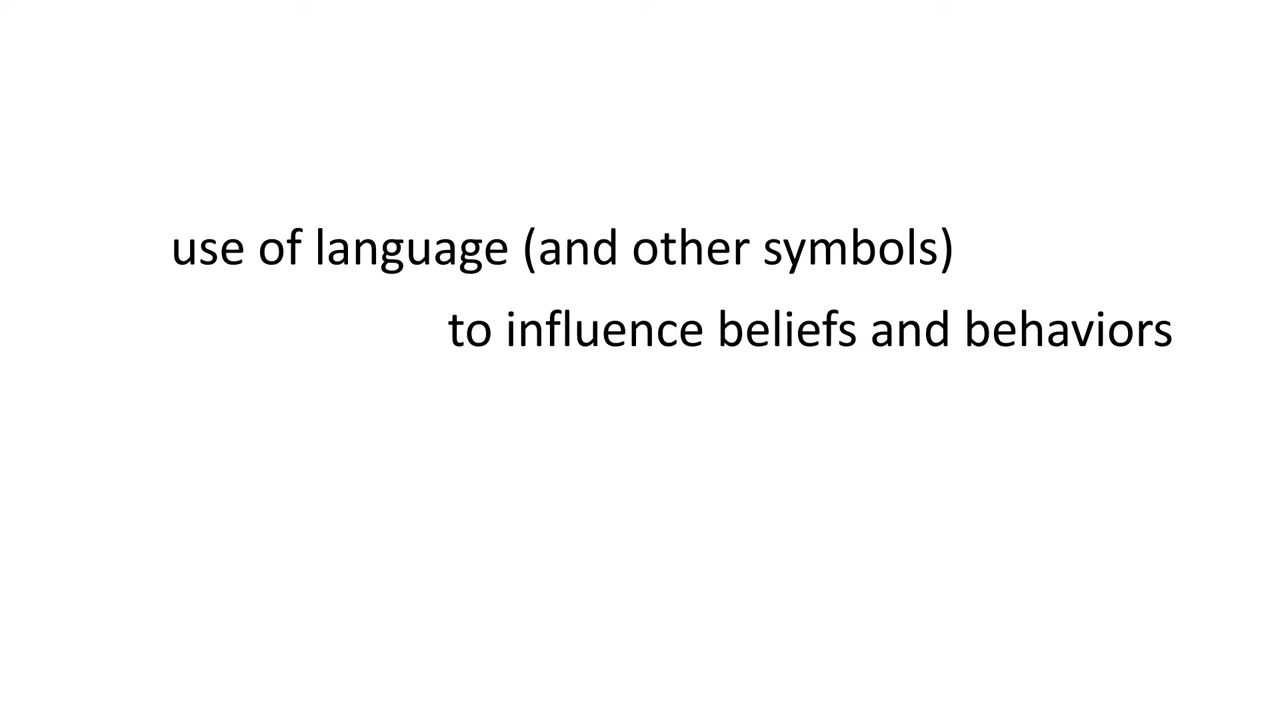 use of language (and other symbols)
to influence beliefs and behaviors